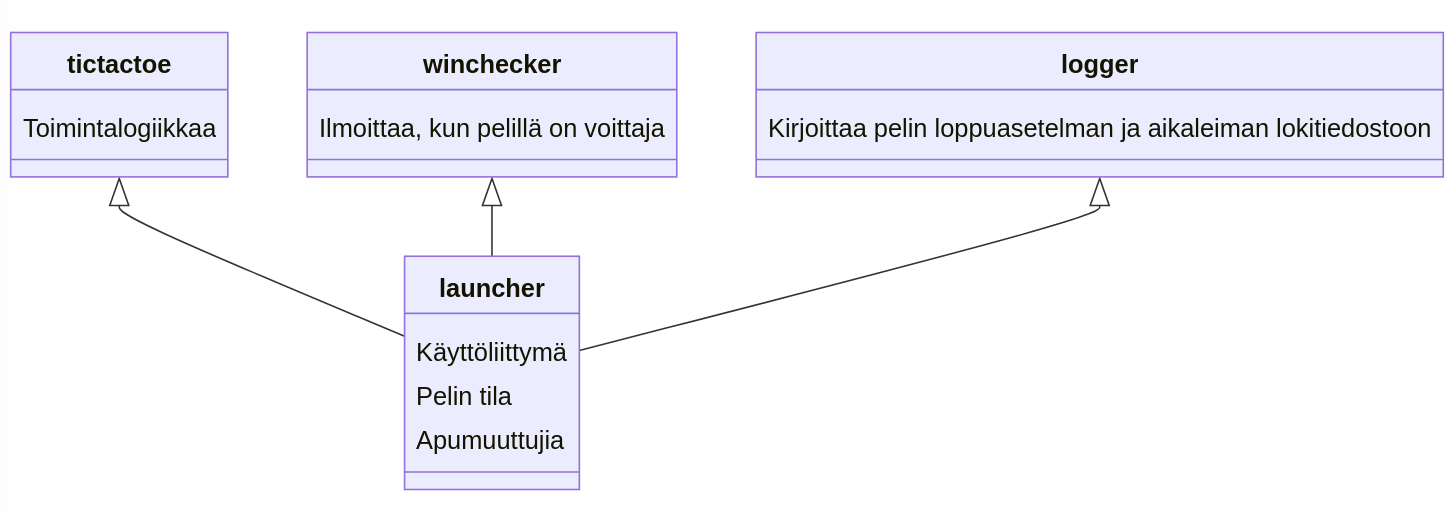 tictactoe
Toimintalogiikkaa
winchecker
Ilmoittaa, kun pelillä on voittaja
logger
Kirjoittaa pelin loppuasetelman ja aikaleiman lokitiedostoon
launcher
Käyttöliittymä
Pelin tila
Apumuuttujia